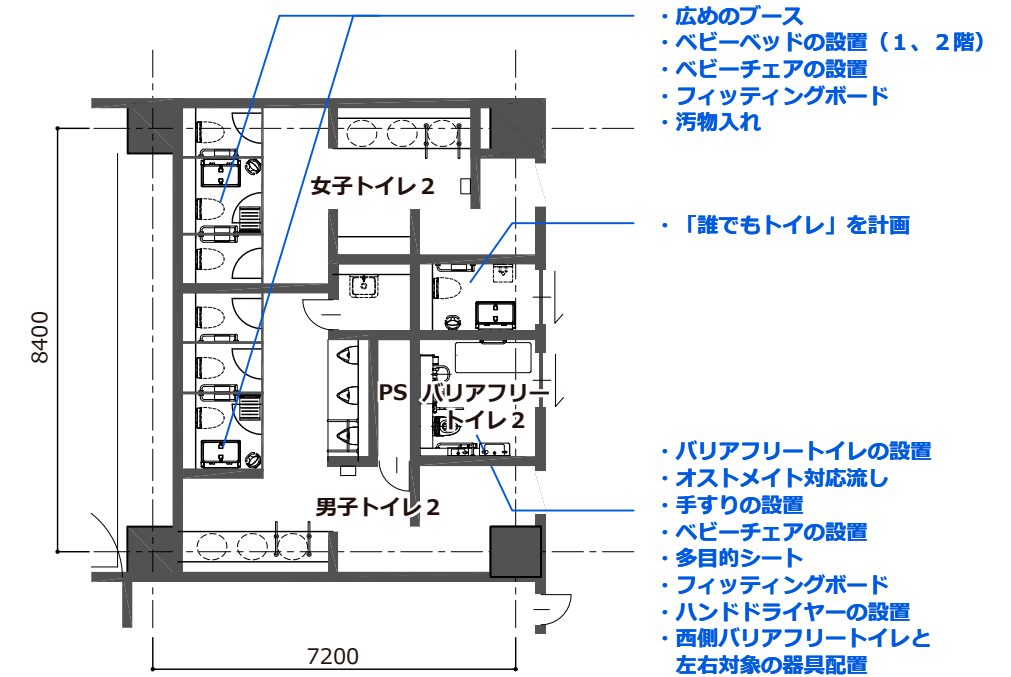 ・広めのブース
・ベビーベッドの設置（１、２階）
・ベビーチェアの設置
・フィッティングボード
・汚物入れ
女子トイレ２
・「誰でもトイレ」を計画
8400
PS
バリアフリー
トイレ２
・バリアフリートイレの設置
・オストメイト対応流し
・手すりの設置
・ベビーチェアの設置
・多目的シート
・フィッティングボード
・ハンドドライヤーの設置
・西側バリアフリートイレと
左右対象の器具配置
男子トイレ２
7200